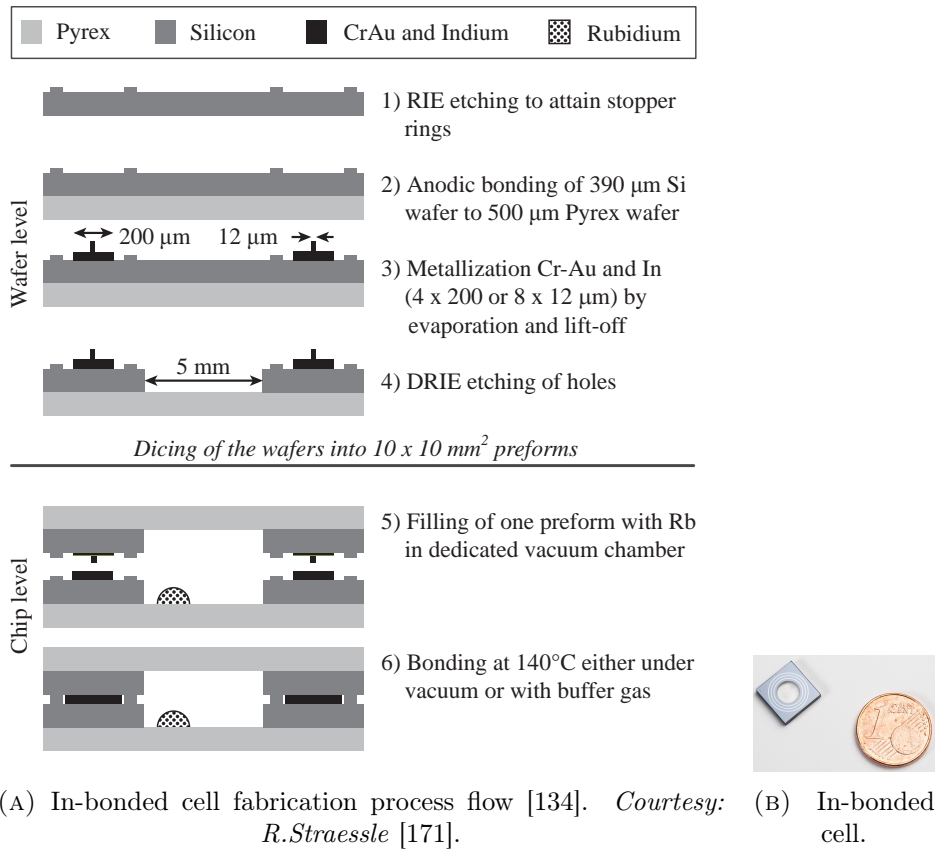 Pyrex Silicon CrAu and Indium Rubidium
Wafer level
1) RIE etching to attain stopper
rings
2) Anodic bonding of 390 µm Si
wafer to 500 µm Pyrex wafer
200 µm 12 µm
3) Metallization Cr-Au and In
(4 x 200 or 8 x 12 µm) by
evaporation and lift-off
5 mm
4) DRIE etching of holes
Dicing of the wafers into 10 x 10 mm² preforms
Chip level
5) Filling of one preform with Rb
in dedicated vacuum chamber
6) Bonding at 140°C either under
vacuum or with buffer gas
1 CENT
(A) In-bonded cell fabrication process flow [134]. Courtesy:
R.Straessle [171].
(B) In-bonded
cell.